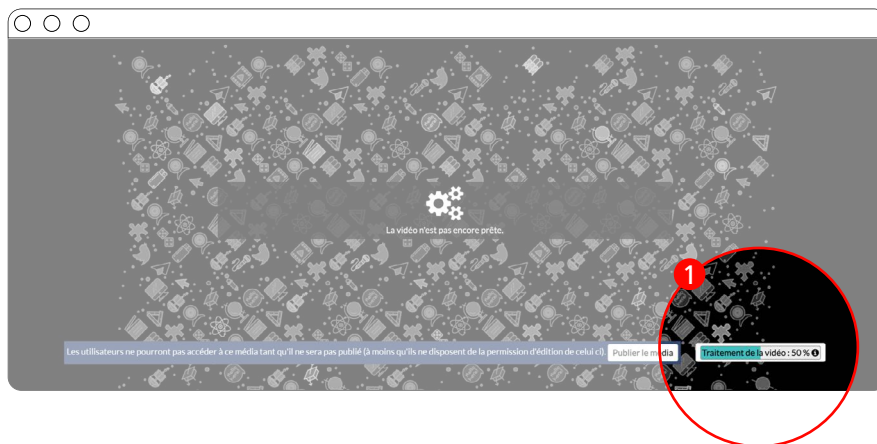 La vidéo n'est pas encore prête.
1
Les utilisateurs ne pourront pas accéder à ce média tant qu'il ne sera pas publié (à moins qu'ils ne disposent de la permission d'édition de celui ci). Publier le média Traitement de la vidéo : 50 %